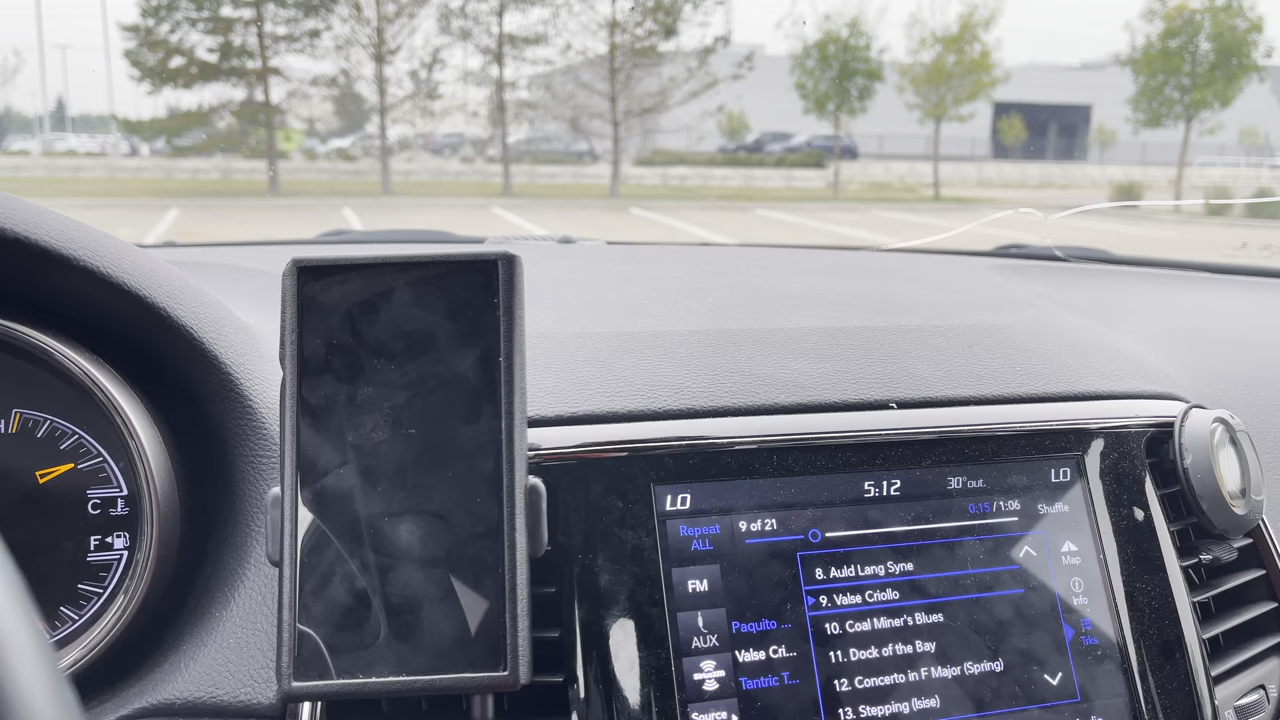 H
C
F
LO
5:12
30°out.
LO
Repeat
ALL
9 of 21
0:15 / 1:06
Shuffle
FM
AUX
siriusxm
Source
Paquito ...
Valse Cri...
Tantric T...
8. Auld Lang Syne
9. Valse Criollo
10. Coal Miner's Blues
11. Dock of the Bay
12. Concerto in F Major (Spring)
13. Stepping (Isise)
Map
Info
Trks